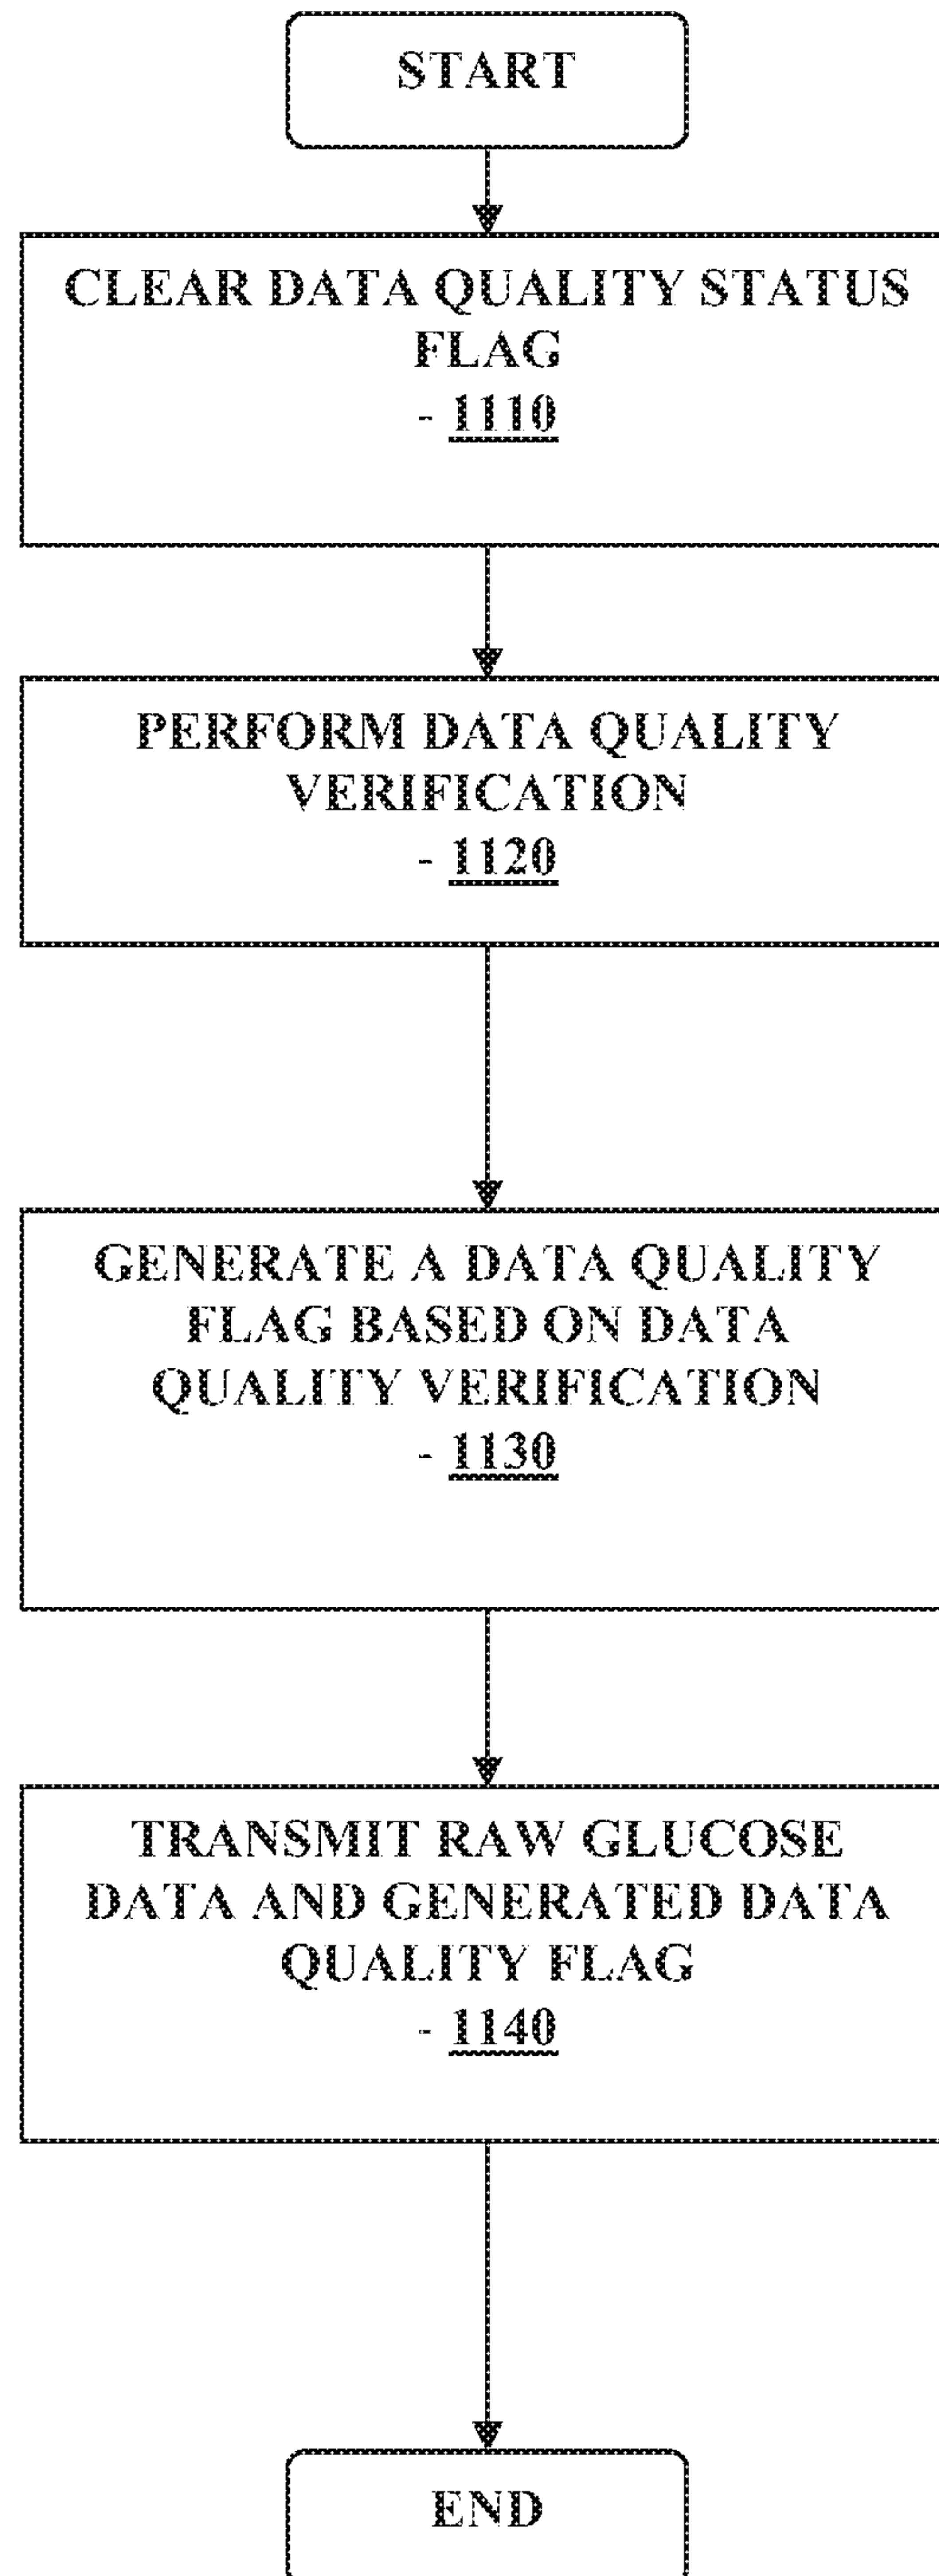 START
CLEAR DATA QUALITY STATUS
FLAG
- 1110
PERFORM DATA QUALITY
VERIFICATION
- 1120
GENERATE A DATA QUALITY
FLAG BASED ON DATA
QUALITY VERIFICATION
- 1130
TRANSMIT RAW GLUCOSE
DATA AND GENERATED DATA
QUALITY FLAG
- 1140
END